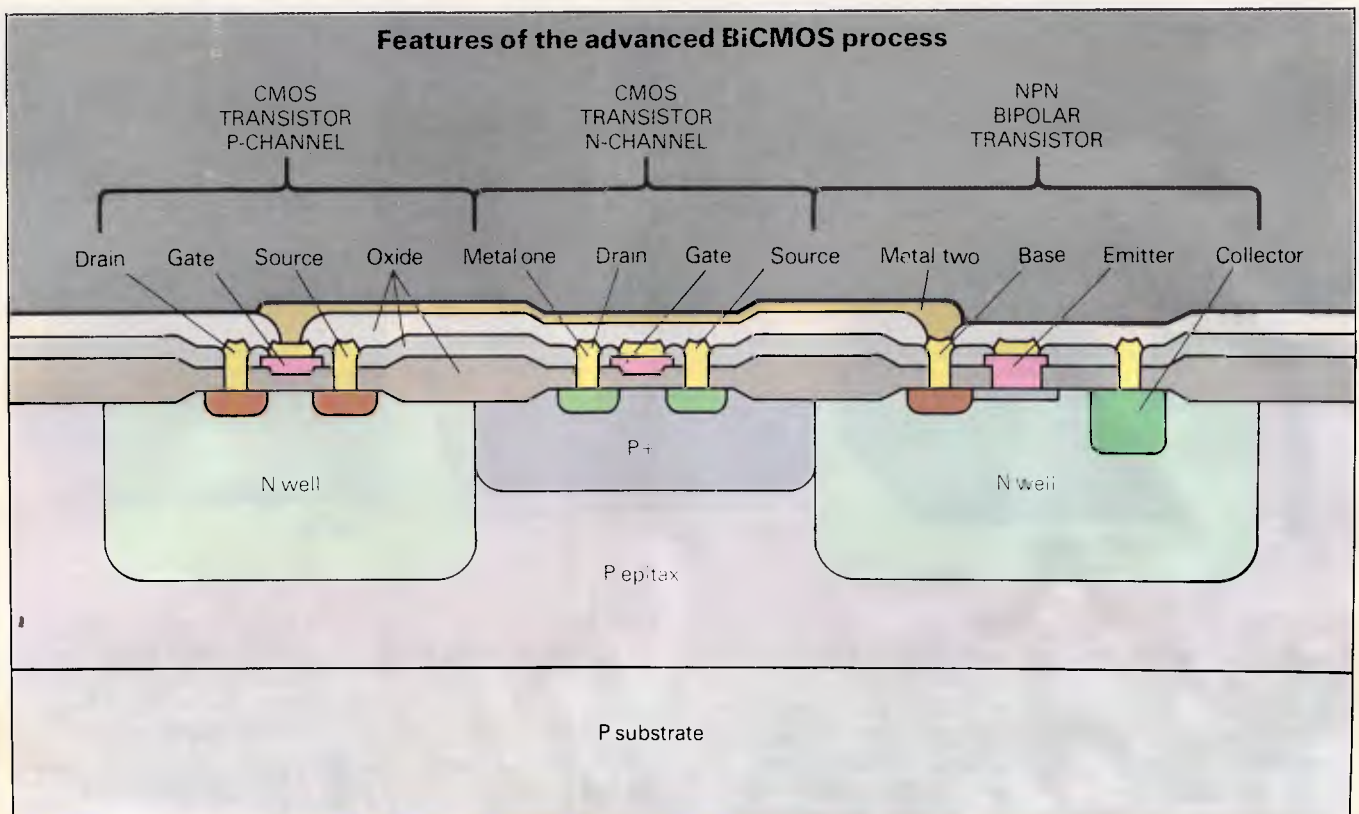 Features of the advanced BiCMOS process
CMOS
TRANSISTOR
P-CHANNEL
CMOS
TRANSISTOR
N-CHANNEL
NPN
BIPOLAR
TRANSISTOR
Drain Gate Source Oxide Metal one Drain Gate Source Metal two Base Emitter Collector
P+
N well
N well
P epitax
P substrate